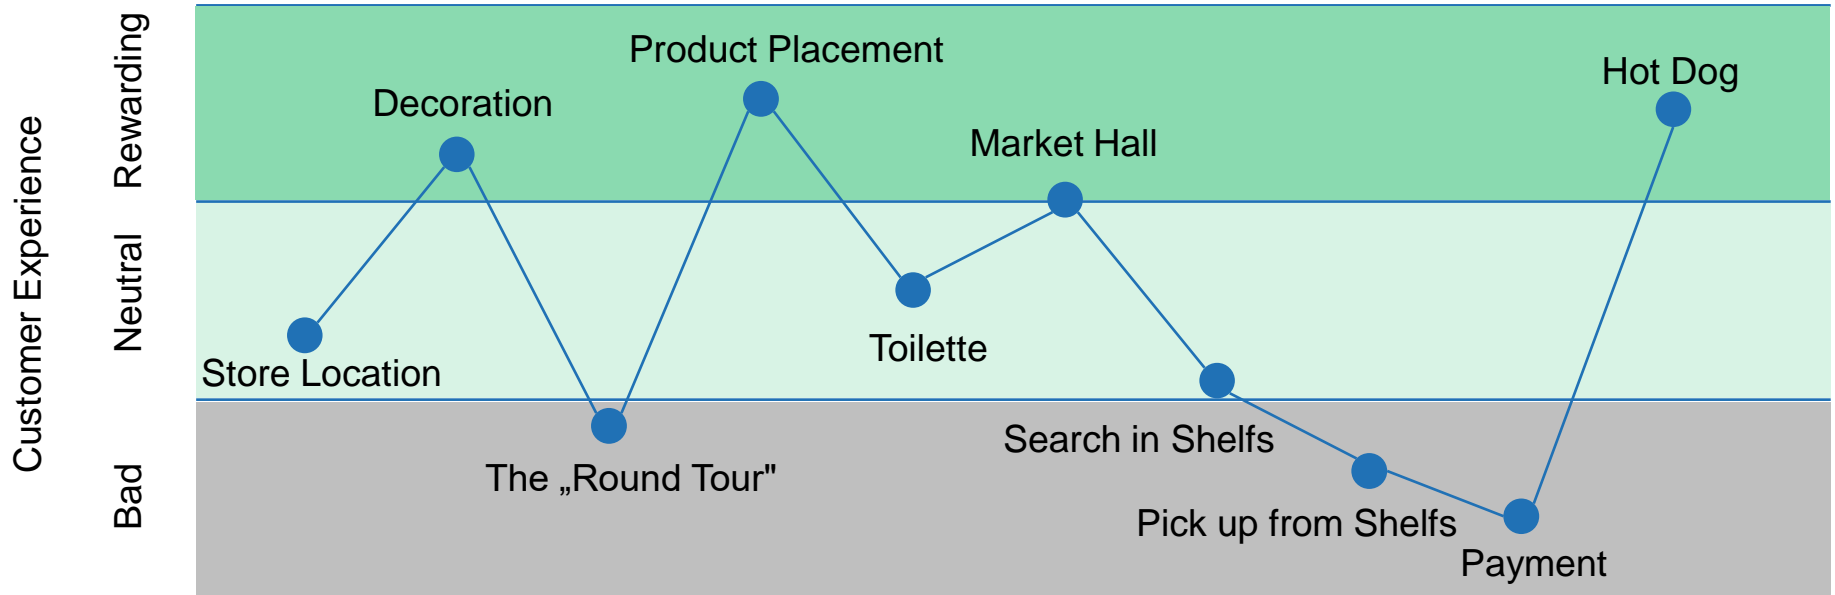 Customer Experience
Rewarding
Neutral
Bad
Store Location
Decoration
The „Round Tour"
Product Placement
Toilette
Market Hall
Search in Shelfs
Pick up from Shelfs
Payment
Hot Dog